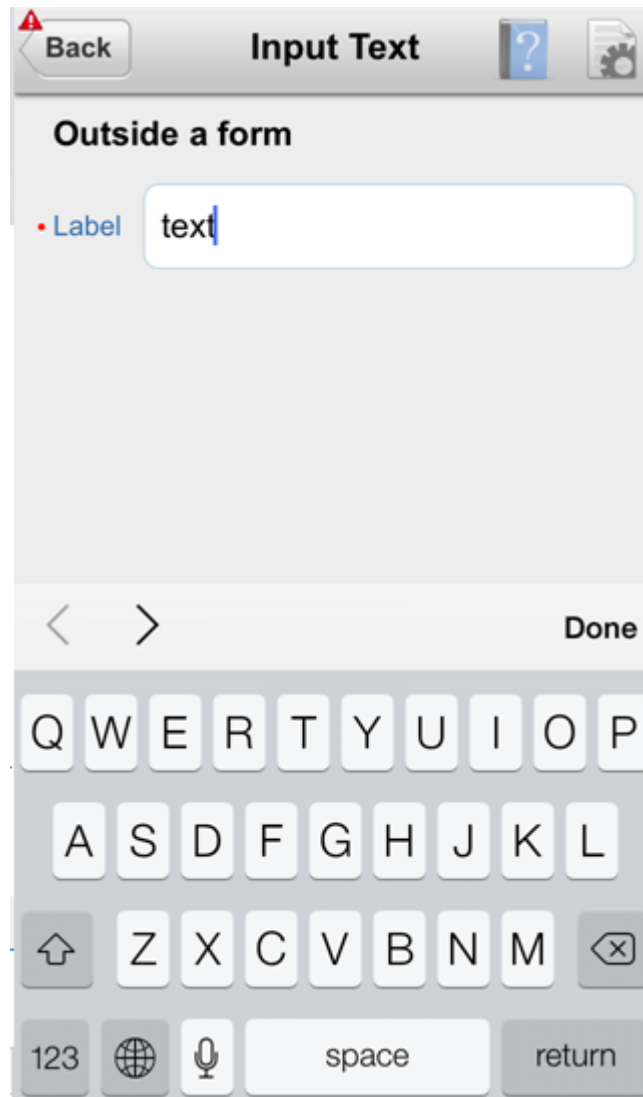 Back Input Text ?
Outside a form
• Label text
Done
Q W E R T Y U I O P
A S D F G H J K L
Z X C V B N M
123 space return